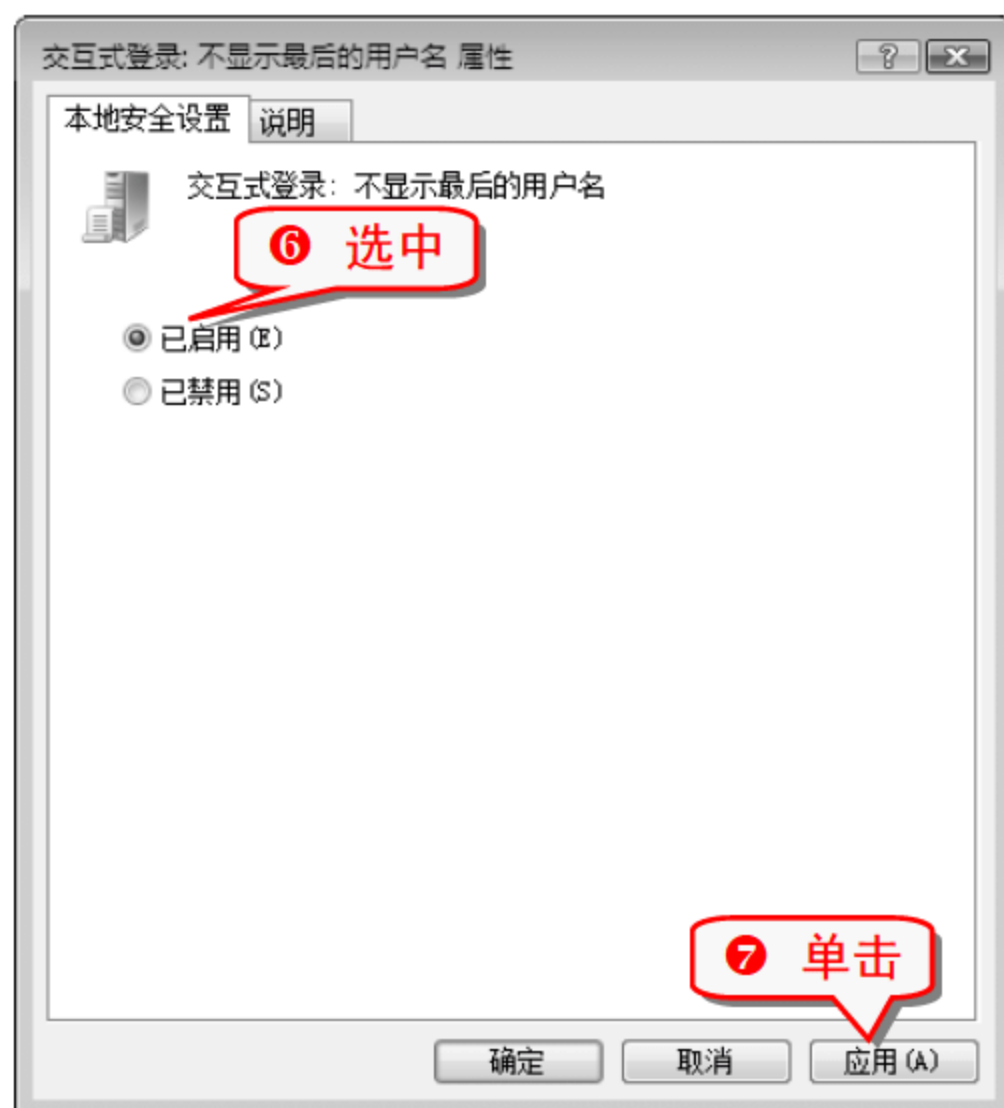 交互式登录: 不显示最后的用户名 属性
本地安全设置 说明
交互式登录: 不显示最后的用户名
❻ 选中
已启用(E)
已禁用(S)
❼ 单击
确定 取消 应用(A)